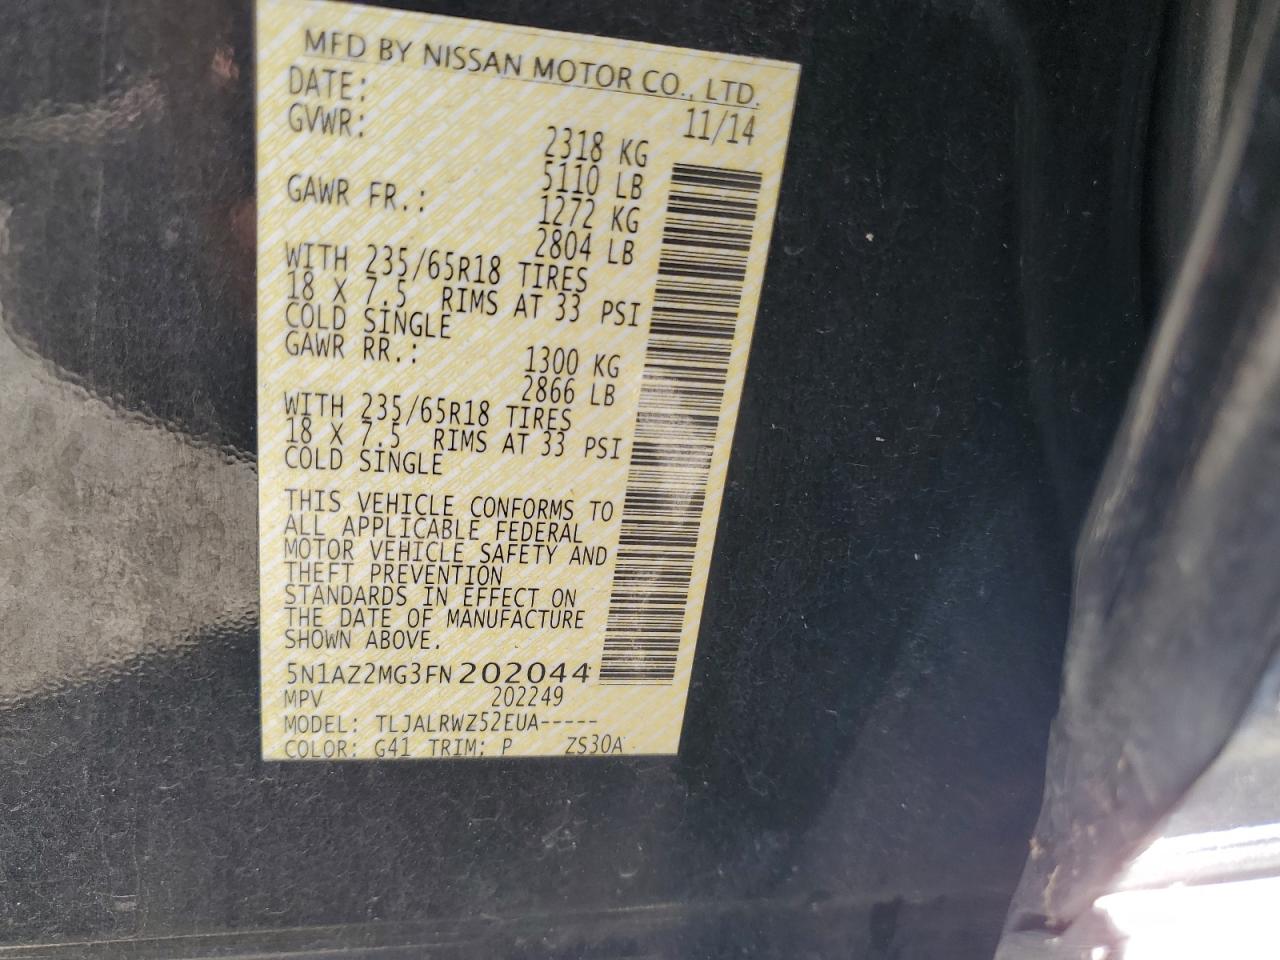 MFD BY NISSAN MOTOR CO., LTD.
DATE: 11/14
GVWR: 2318 KG
5110 LB
GAWR FR.: 1272 KG
2804 LB
WITH 235/65R18 TIRES
18 X 7.5 RIMS AT 33 PSI
COLD SINGLE
GAWR RR.: 1300 KG
2866 LB
WITH 235/65R18 TIRES
18 X 7.5 RIMS AT 33 PSI
COLD SINGLE
THIS VEHICLE CONFORMS TO
ALL APPLICABLE FEDERAL
MOTOR VEHICLE SAFETY AND
THEFT PREVENTION
STANDARDS IN EFFECT ON
THE DATE OF MANUFACTURE
SHOWN ABOVE.
5N1AZ2MG3FN202044
MPV 202249
MODEL: TLJALRWZ52EUA-----
COLOR: G41 TRIM: P ZS30A